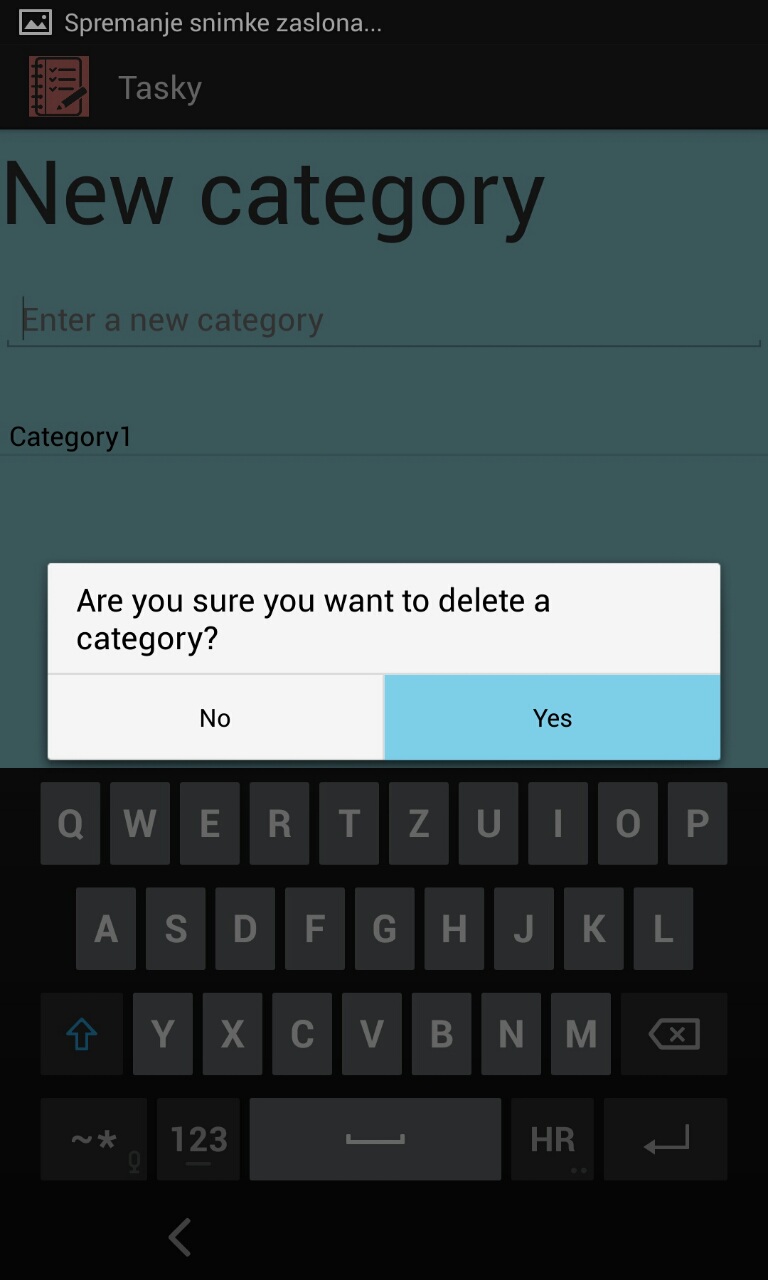 Spremanje snimke zaslona...
Tasky
New category
Enter a new category
Category1
Are you sure you want to delete a
category?
No Yes
Q W E R T Z U I O P
A S D F G H J K L
Y X C V B N M
~* 123 HR